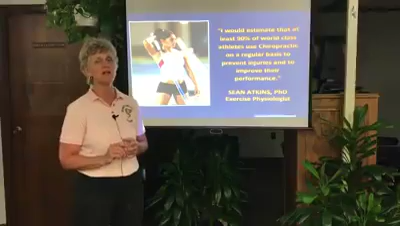 "I would estimate that at
least 90% of world class
athletes use Chiropractic
on a regular basis to
prevent injuries and to
improve their
performance."
SEAN ATKINS, PhD
Exercise Physiologist